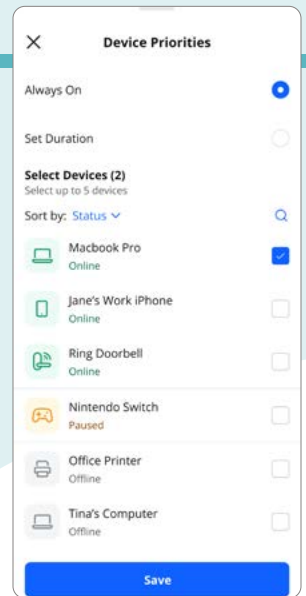 Device Priorities
Always On
Set Duration
Select Devices (2)
Select up to 5 devices
Sort by: Status
Macbook Pro
Online
Jane's Work iPhone
Online
Ring Doorbell
Online
Nintendo Switch
Paused
Office Printer
Offline
Tina's Computer
Offline
Save